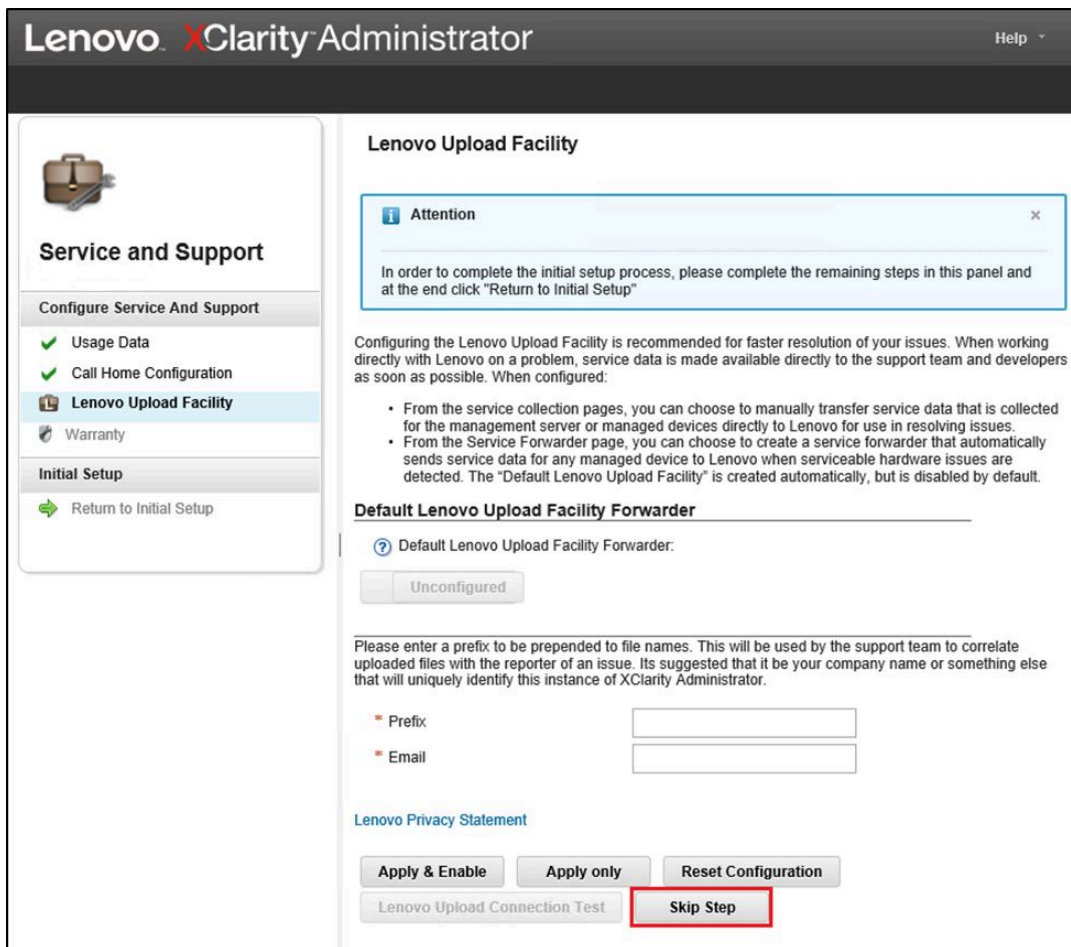 Lenovo. XClarity Administrator
Help
Service and Support
Configure Service And Support
Usage Data
Call Home Configuration
Lenovo Upload Facility
Warranty
Initial Setup
Return to Initial Setup
Lenovo Upload Facility
Attention
In order to complete the initial setup process, please complete the remaining steps in this panel and
at the end click "Return to Initial Setup"
Configuring the Lenovo Upload Facility is recommended for faster resolution of your issues. When working
directly with Lenovo on a problem, service data is made available directly to the support team and developers
as soon as possible. When configured:
• From the service collection pages, you can choose to manually transfer service data that is collected
for the management server or managed devices directly to Lenovo for use in resolving issues.
• From the Service Forwarder page, you can choose to create a service forwarder that automatically
sends service data for any managed device to Lenovo when serviceable hardware issues are
detected. The “Default Lenovo Upload Facility” is created automatically, but is disabled by default.
Default Lenovo Upload Facility Forwarder
Default Lenovo Upload Facility Forwarder:
Unconfigured
Please enter a prefix to be prepended to file names. This will be used by the support team to correlate
uploaded files with the reporter of an issue. Its suggested that it be your company name or something else
that will uniquely identify this instance of XClarity Administrator.
* Prefix
* Email
Lenovo Privacy Statement
Apply & Enable
Apply only
Reset Configuration
Lenovo Upload Connection Test
Skip Step